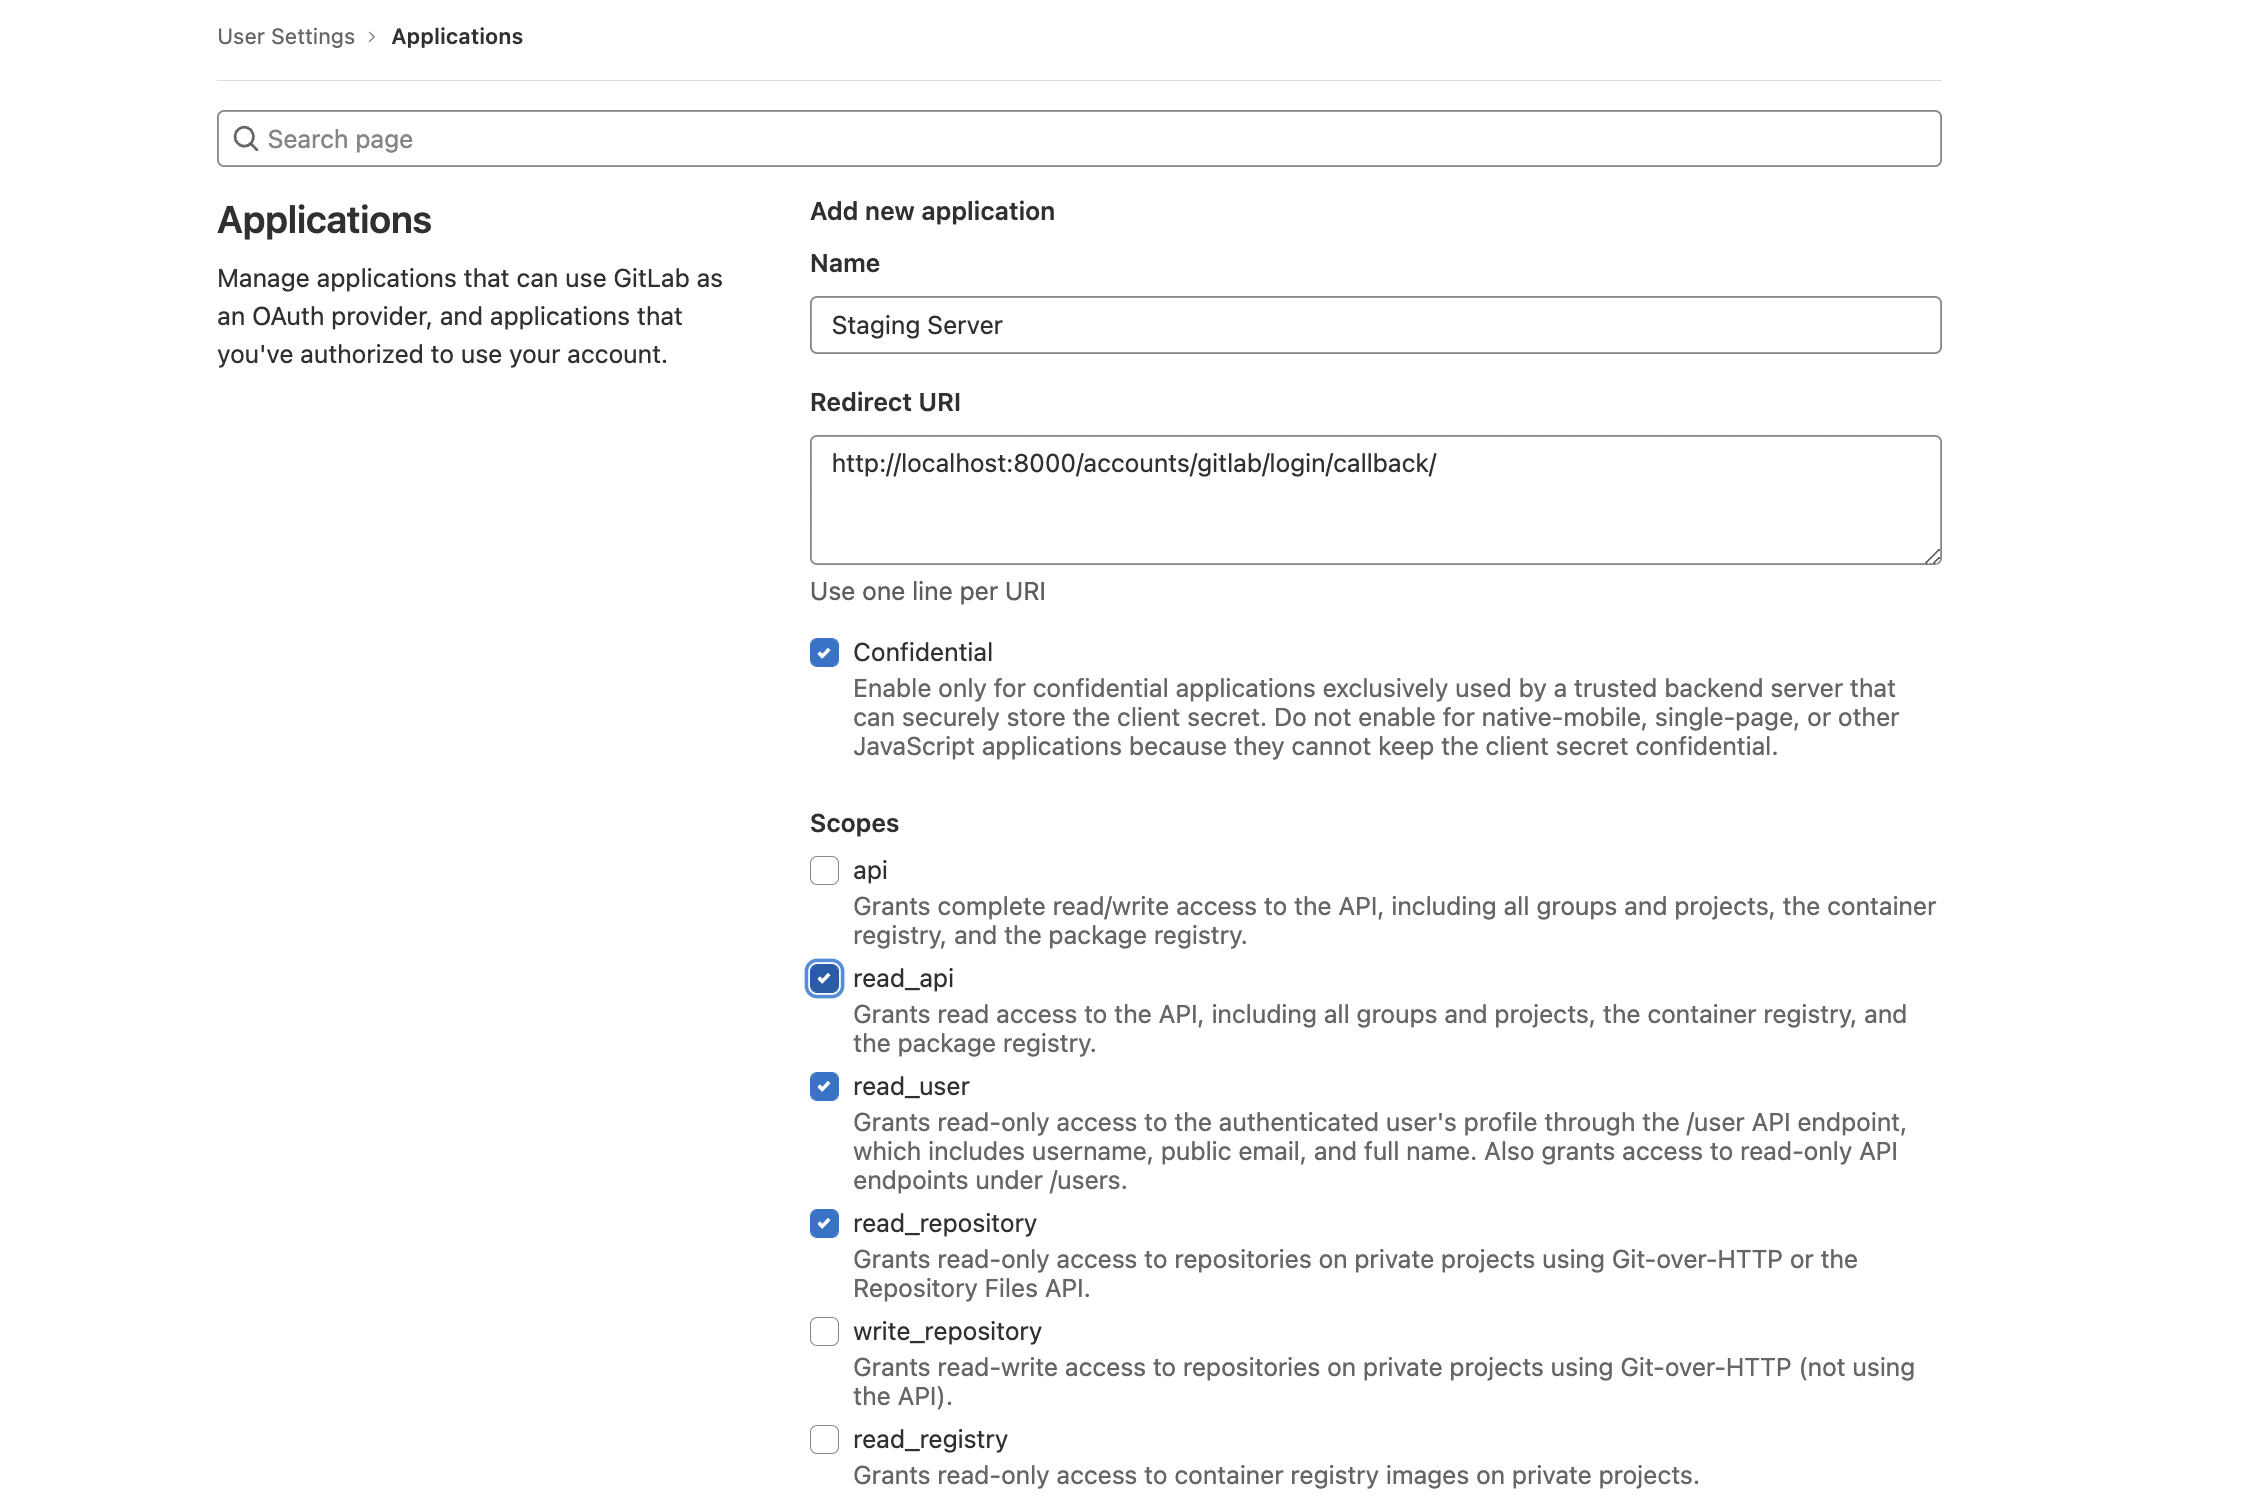 User Settings > Applications
Search page
Applications
Manage applications that can use GitLab as
an OAuth provider, and applications that
you've authorized to use your account.
Add new application
Name
Staging Server
Redirect URI
http://localhost:8000/accounts/gitlab/login/callback/
Use one line per URI
Confidential
Enable only for confidential applications exclusively used by a trusted backend server that
can securely store the client secret. Do not enable for native-mobile, single-page, or other
JavaScript applications because they cannot keep the client secret confidential.
Scopes
api
Grants complete read/write access to the API, including all groups and projects, the container
registry, and the package registry.
read_api
Grants read access to the API, including all groups and projects, the container registry, and
the package registry.
read_user
Grants read-only access to the authenticated user's profile through the /user API endpoint,
which includes username, public email, and full name. Also grants access to read-only API
endpoints under /users.
read_repository
Grants read-only access to repositories on private projects using Git-over-HTTP or the
Repository Files API.
write_repository
Grants read-write access to repositories on private projects using Git-over-HTTP (not using
the API).
read_registry
Grants read-only access to container registry images on private projects.